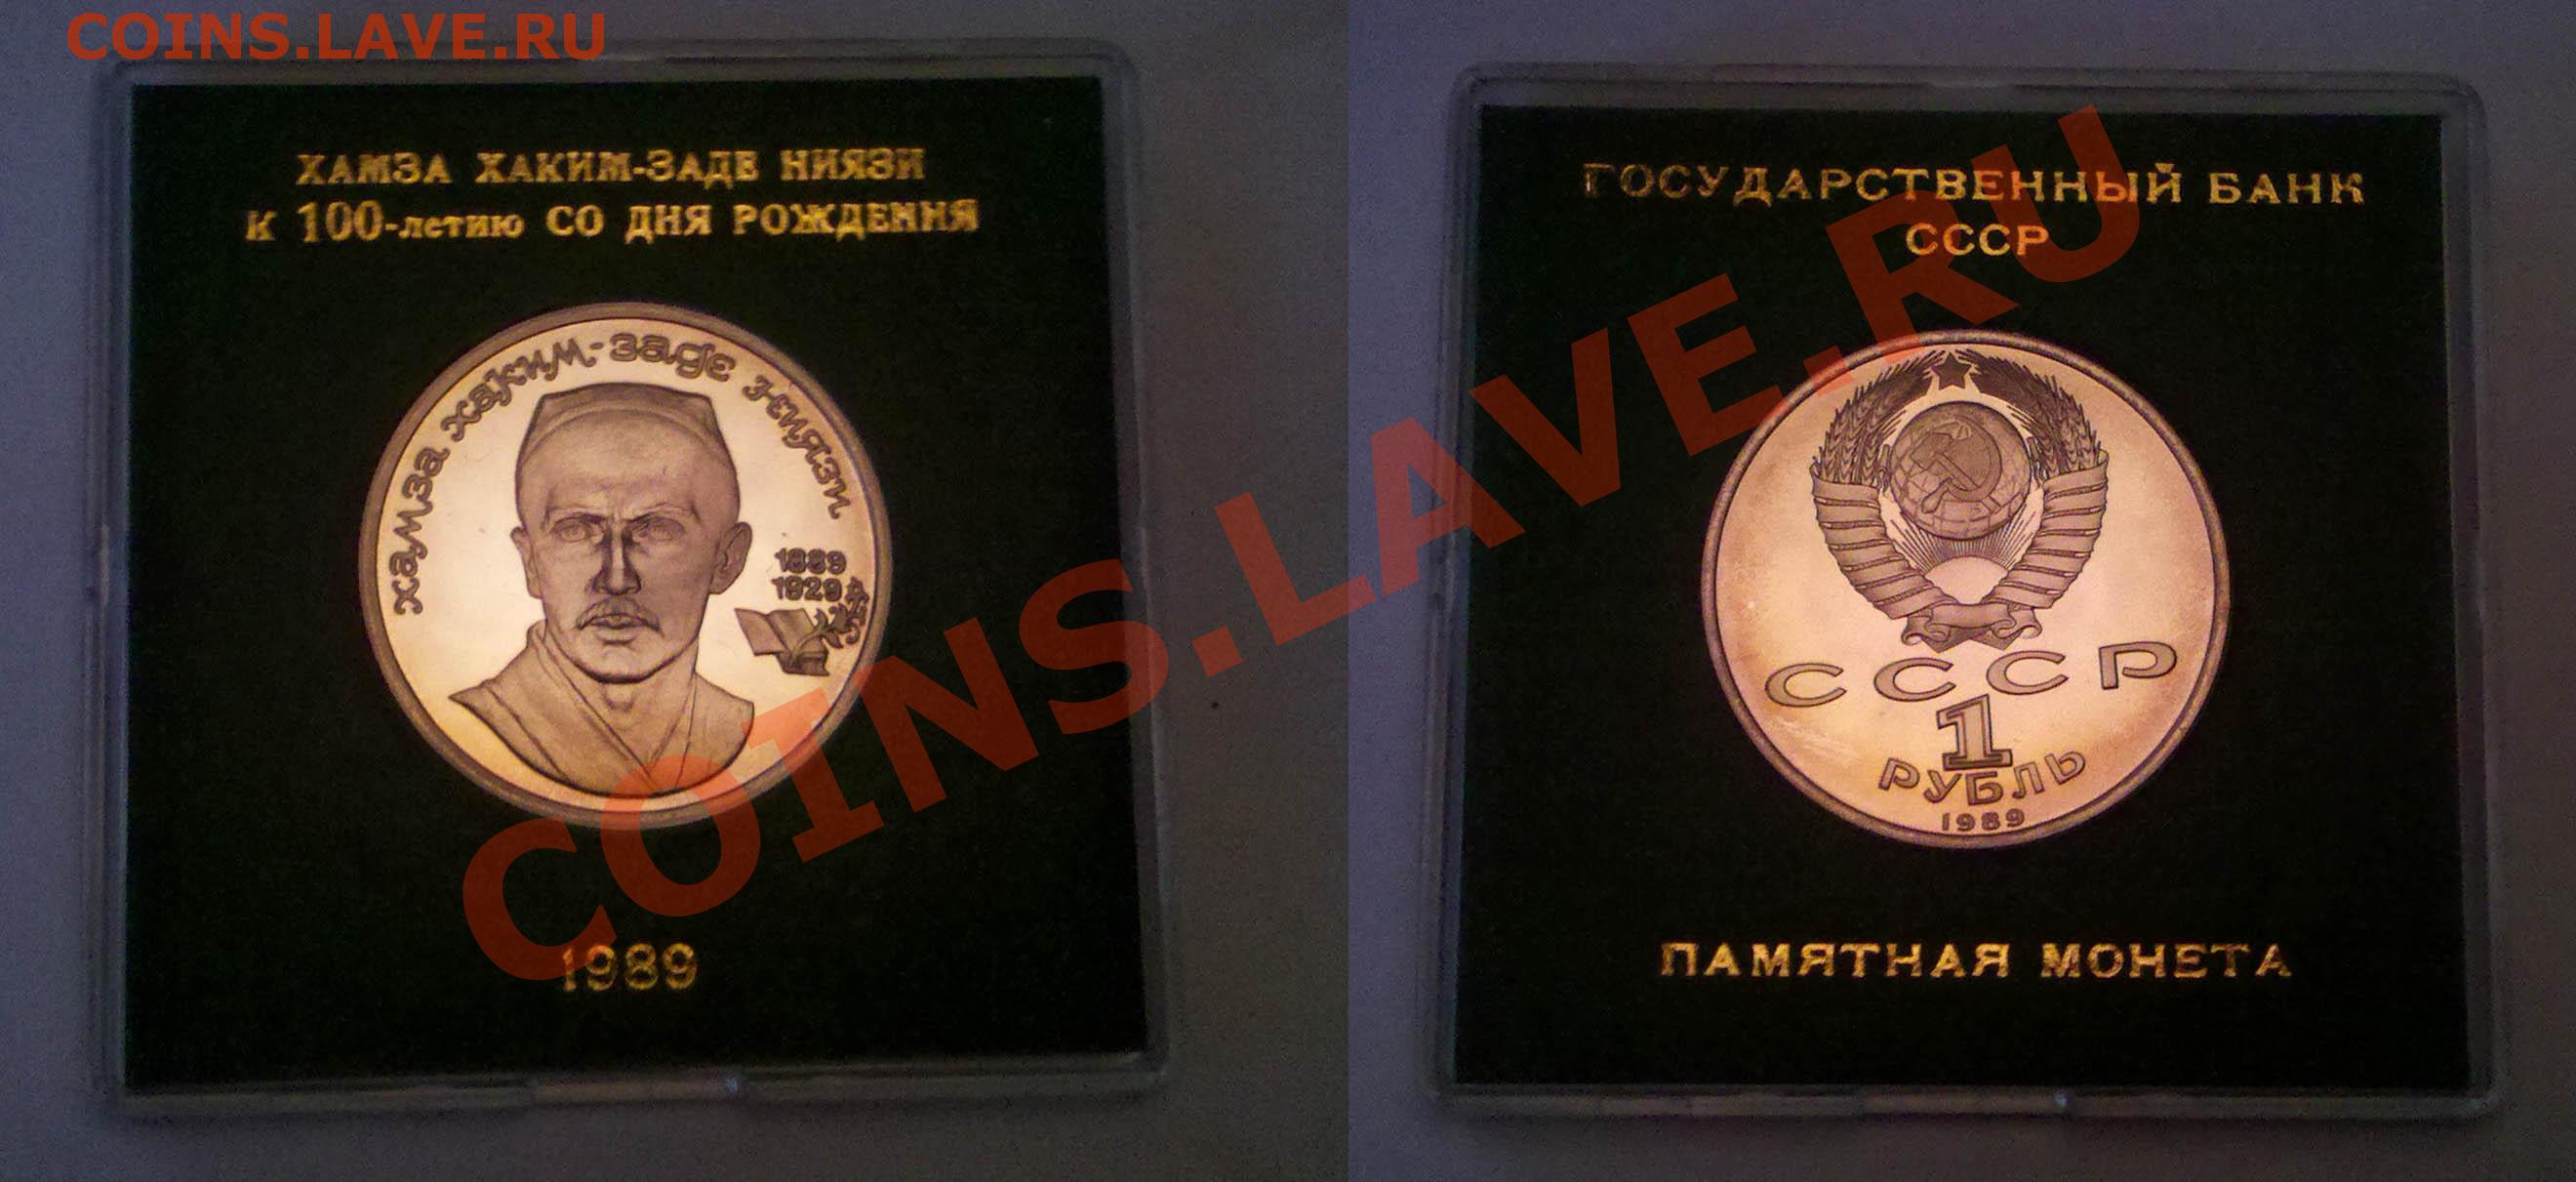 COINS.LAVE.RU
ХАМЗА ХАКИМ-ЗАДЕ НИЯЗИ
К 100-летию СО ДНЯ РОЖДЕНИЯ
хамза хаким-заде ниязи
1889
1929
1989
ГОСУДАРСТВЕННЫЙ БАНК
СССР
СССР
1
РУБЛЬ
1989
ПАМЯТНАЯ МОНЕТА
COINS.LAVE.RU